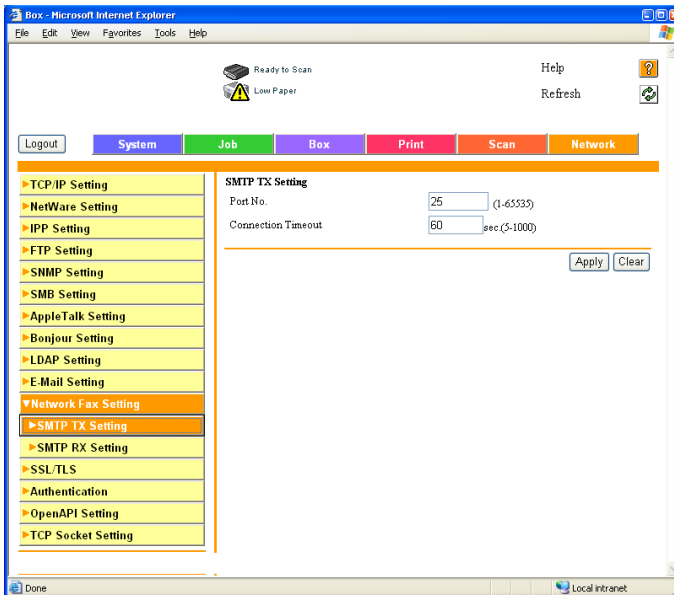 Box - Microsoft Internet Explorer
File Edit View Favorites Tools Help
Ready to Scan
Help
Low Paper
Refresh
Logout System Job Box Print Scan Network
TCP/IP Setting
NetWare Setting
IPP Setting
FTP Setting
SNMP Setting
SMB Setting
AppleTalk Setting
Bonjour Setting
LDAP Setting
E-Mail Setting
Network Fax Setting
SMTP TX Setting
SMTP RX Setting
SSL/TLS
Authentication
OpenAPI Setting
TCP Socket Setting
SMTP TX Setting
Port No. 25 (1-65535)
Connection Timeout 60 sec.(5-1000)
Apply Clear
Done
Local intranet